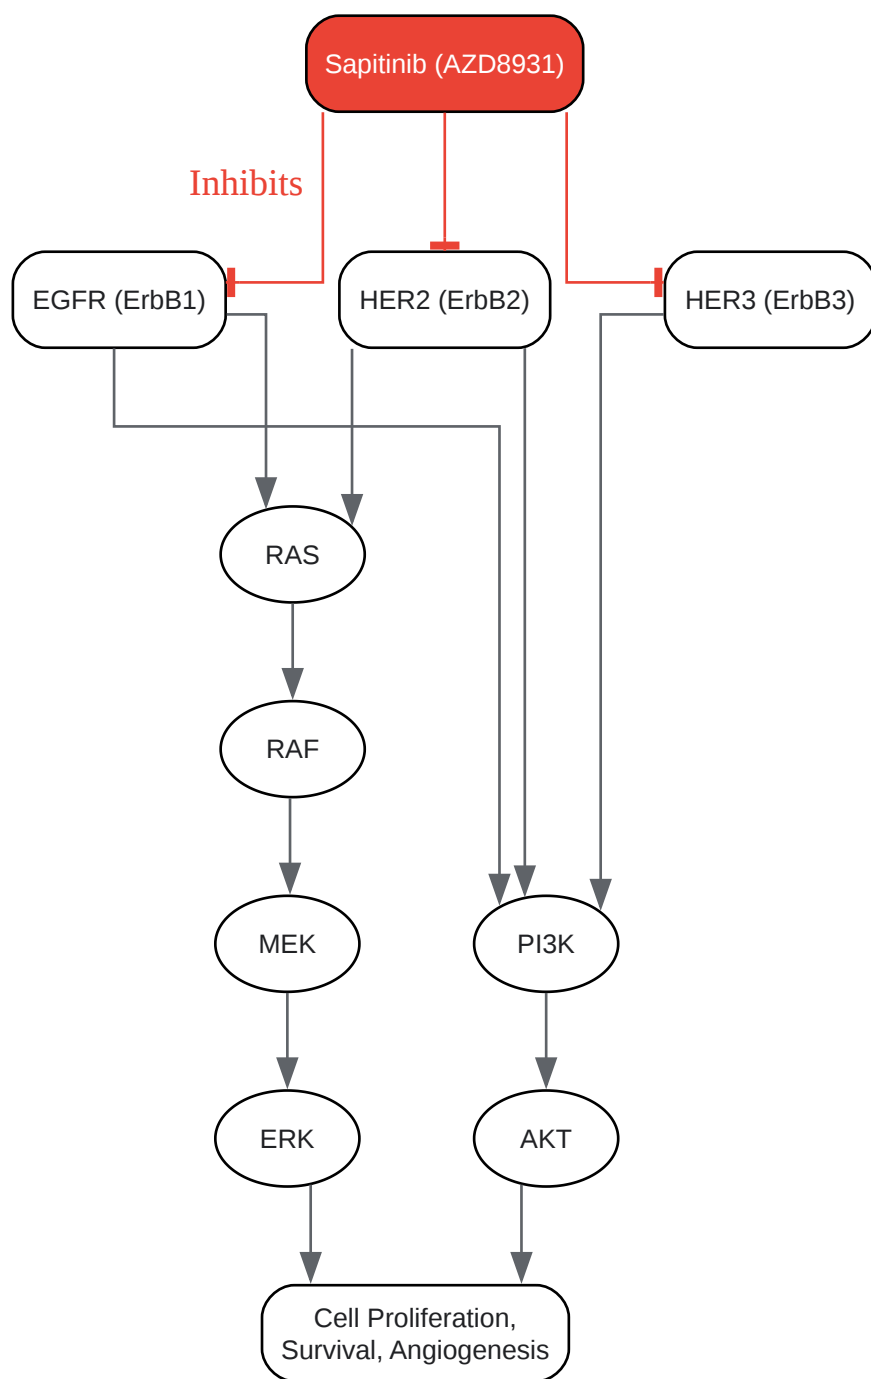 Sapitinib (AZD8931)
Inhibits
EGFR (ErbB1)
HER2 (ErbB2)
HER3 (ErbB3)
RAS
RAF
MEK
PI3K
ERK
AKT
Cell Proliferation,
Survival, Angiogenesis